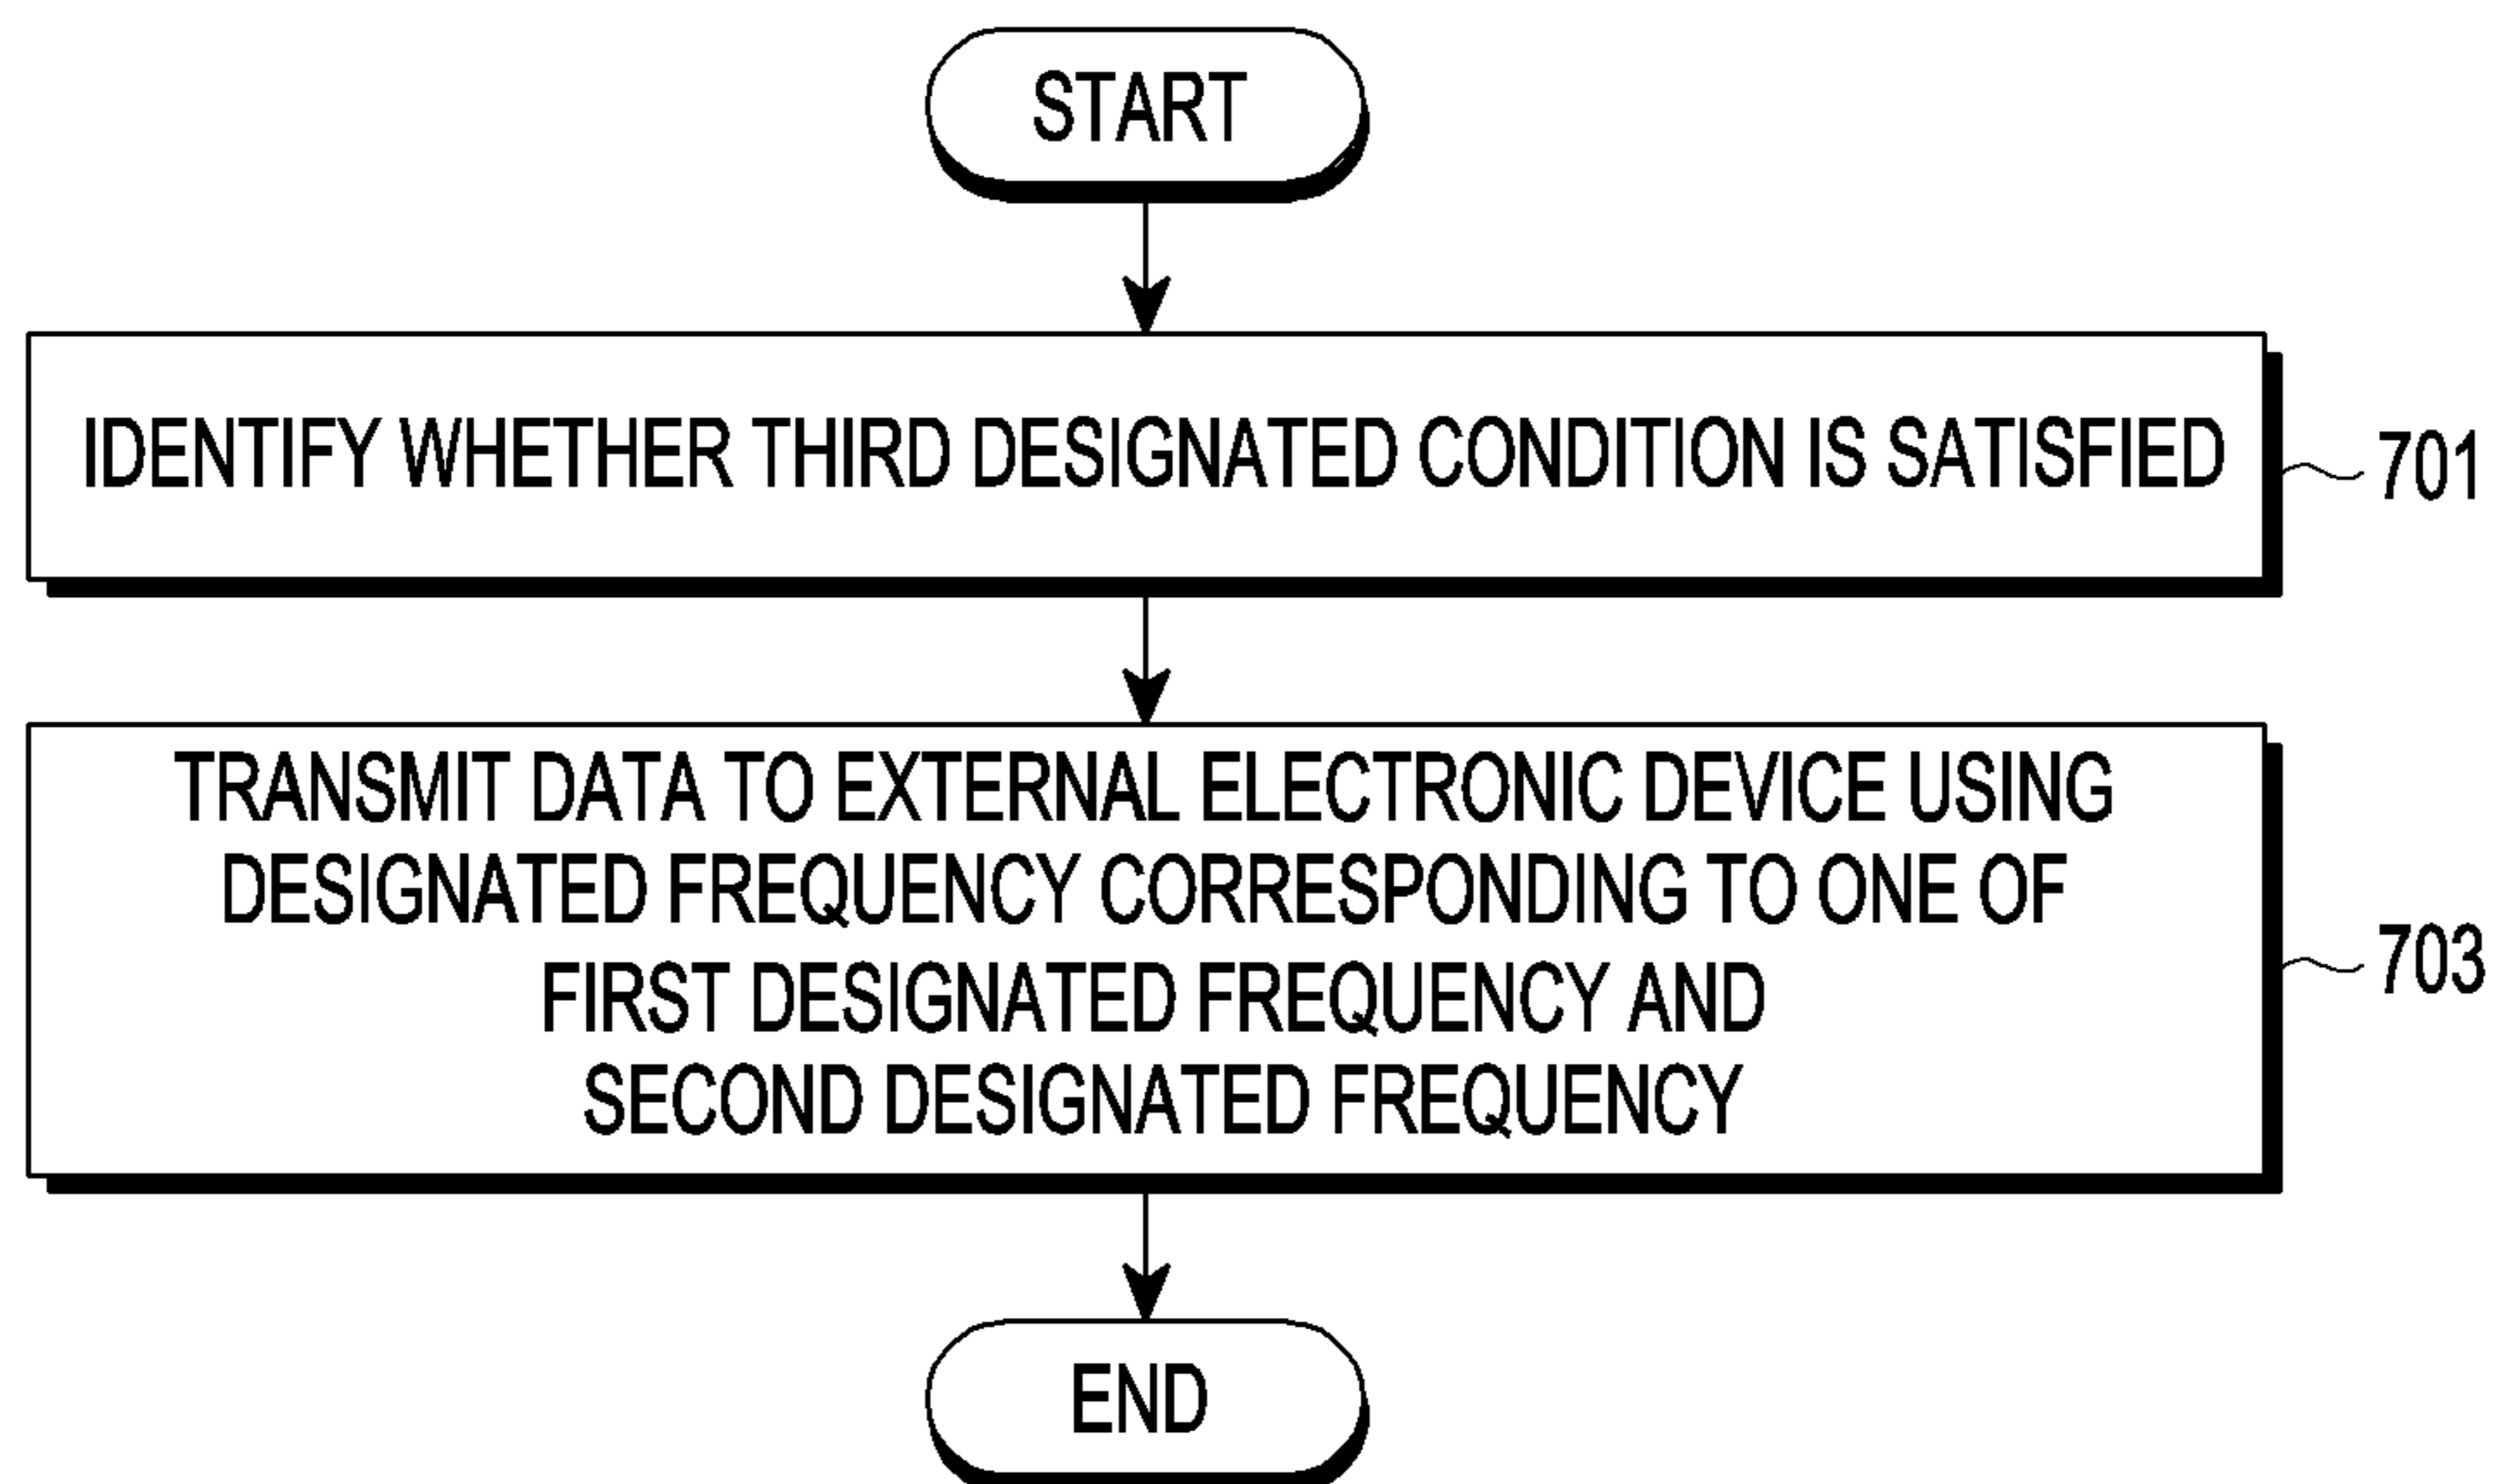 START
IDENTIFY WHETHER THIRD DESIGNATED CONDITION IS SATISFIED
701
TRANSMIT DATA TO EXTERNAL ELECTRONIC DEVICE USING
DESIGNATED FREQUENCY CORRESPONDING TO ONE OF
FIRST DESIGNATED FREQUENCY AND
SECOND DESIGNATED FREQUENCY
703
END